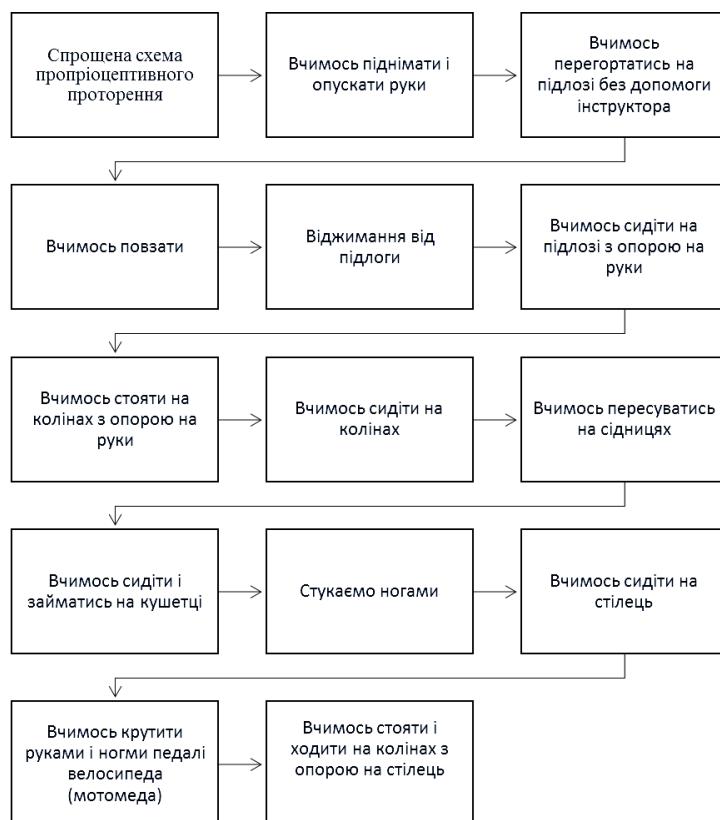 Спрощена схема
пропріоцептивного
проторення
Вчимось піднімати і
опускати руки
Вчимось
перегортатись на
підлозі без допомоги
інструктора
Вчимось повзати
Віджимання від
підлоги
Вчимось сидіти на
підлозі з опорою на
руки
Вчимось стояти на
колінах з опорою на
руки
Вчимось сидіти на
колінах
Вчимось пересуватись
на сідницях
Вчимось сидіти і
займатись на кушетці
Стукаємо ногами
Вчимось сидіти на
стілець
Вчимось крутити
руками і ногми педалі
велосипеда
(мотомеда)
Вчимось стояти і
ходити на колінах з
опорою на стілець